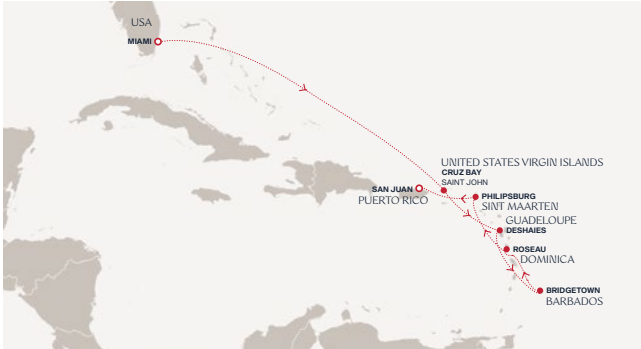 USA
MIAMI
UNITED STATES VIRGIN ISLANDS
CRUZ BAY
SAINT JOHN
SAN JUAN
PUERTO RICO
PHILIPSBURG
SINT MAARTEN
GUADELOUPE
DESHAIES
ROSEAU
DOMINICA
BRIDGETOWN
BARBADOS